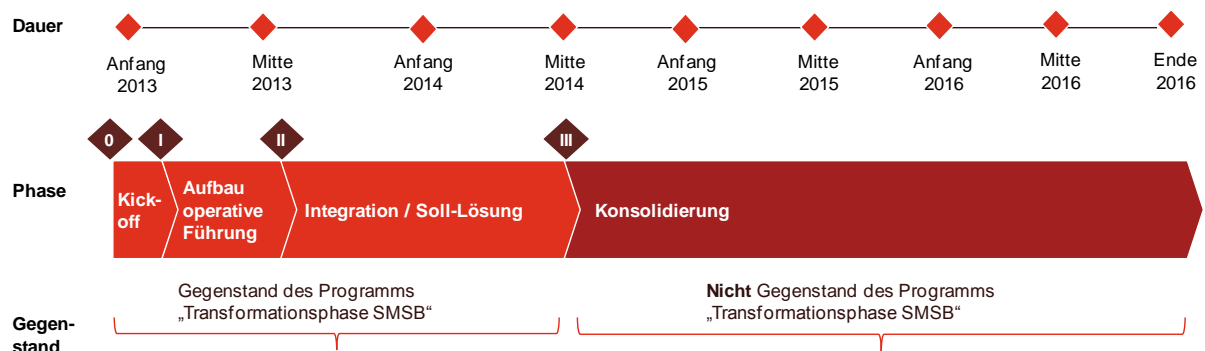 Dauer
Anfang
2013
Mitte
2013
Anfang
2014
Mitte
2014
Anfang
2015
Mitte
2015
Anfang
2016
Mitte
2016
Ende
2016
0
I
II
III
Phase
Kick-
off
Aufbau
operative
Führung
Integration / Soll-Lösung
Konsolidierung
Gegen-
stand
Gegenstand des Programms
„Transformationsphase SMSB“
Nicht Gegenstand des Programms
„Transformationsphase SMSB“